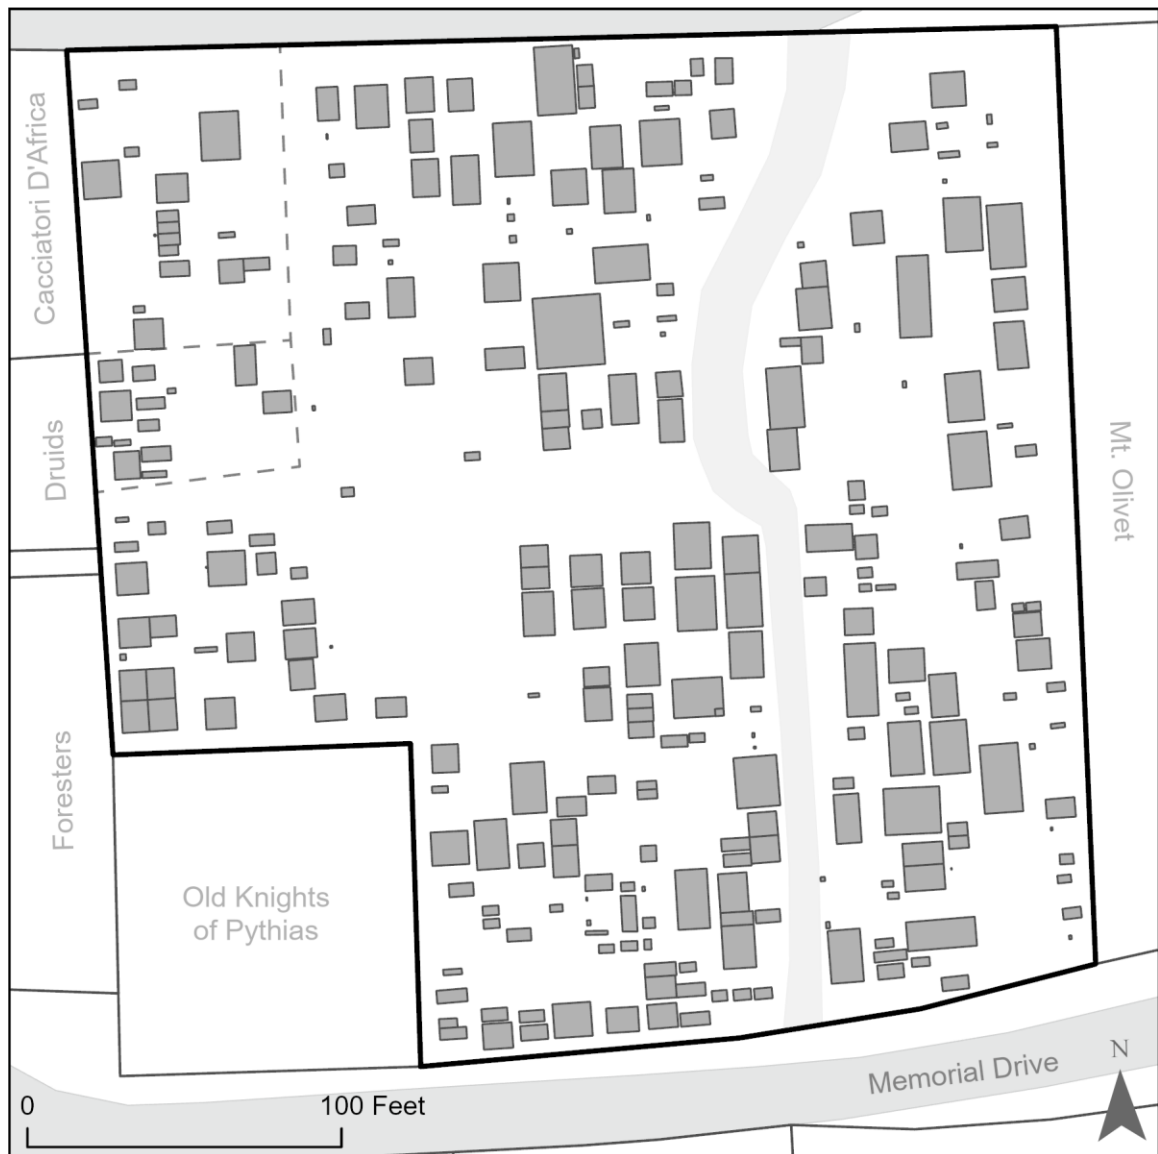 Cacciatori D'Africa
Druids
Foresters
Old Knights
of Pythias
Mt. Olivet
Memorial Drive
N
0
100 Feet